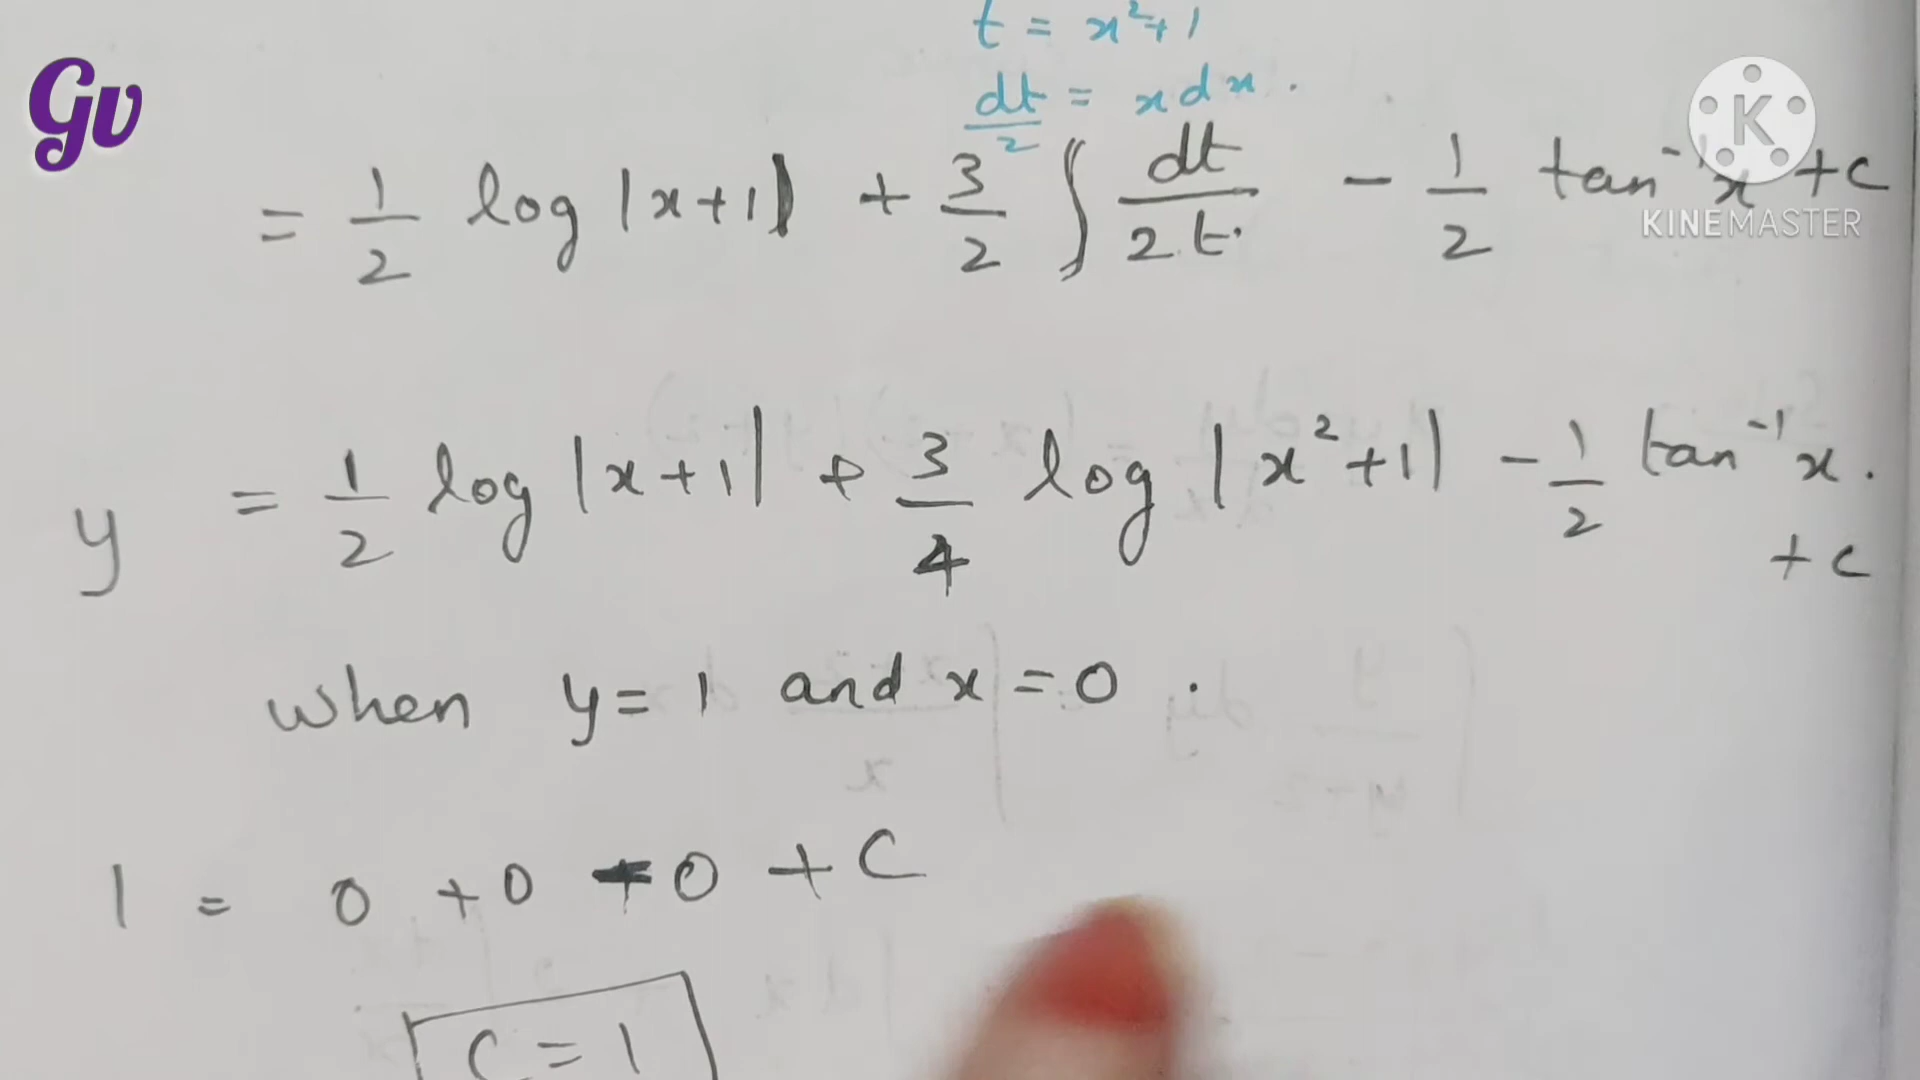 Gv
t = x²+1
dt/2 = x dx .
K
= 1/2 log |x+1| + 3/2 ∫ dt/2t. - 1/2 tan⁻¹x + c
KINEMASTER
y = 1/2 log |x+1| + 3/4 log |x²+1| - 1/2 tan⁻¹x.
+ c
when y = 1 and x = 0 .
1 = 0 + 0 - 0 + C
C = 1